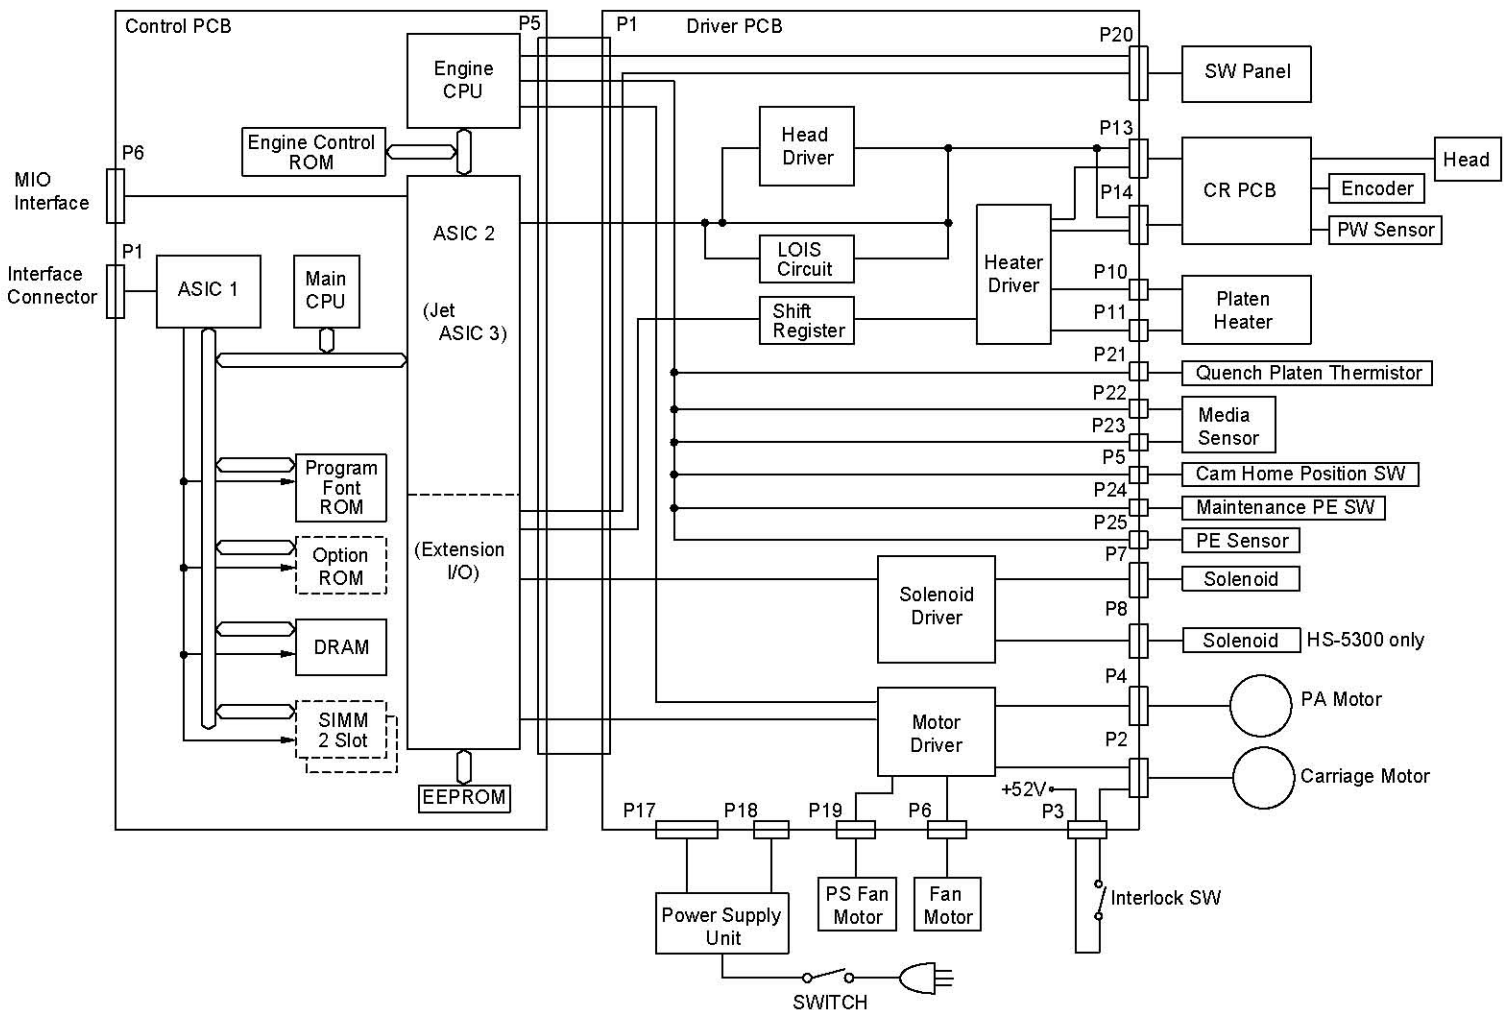 Control PCB
P5
P1
Driver PCB
P20
Engine
CPU
SW Panel
Engine Control
ROM
Head
Driver
P13
P6
MIO
Interface
P14
CR PCB
Head
Encoder
PW Sensor
ASIC 2
P1
Interface
Connector
ASIC 1
Main
CPU
(Jet
ASIC 3)
LOIS
Circuit
Heater
Driver
Shift
Register
P10
P11
Platen
Heater
P21
Quench Platen Thermistor
P22
P23
Media
Sensor
P5
Cam Home Position SW
P24
Maintenance PE SW
P25
PE Sensor
Program
Font
ROM
(Extension
I/O)
Option
ROM
P7
Solenoid
Driver
Solenoid
P8
Solenoid
HS-5300 only
DRAM
P4
PA Motor
SIMM
2 Slot
Motor
Driver
P2
Carriage Motor
EEPROM
+52V
P17
P18
P19
P6
P3
Power Supply
Unit
PS Fan
Motor
Fan
Motor
Interlock SW
SWITCH